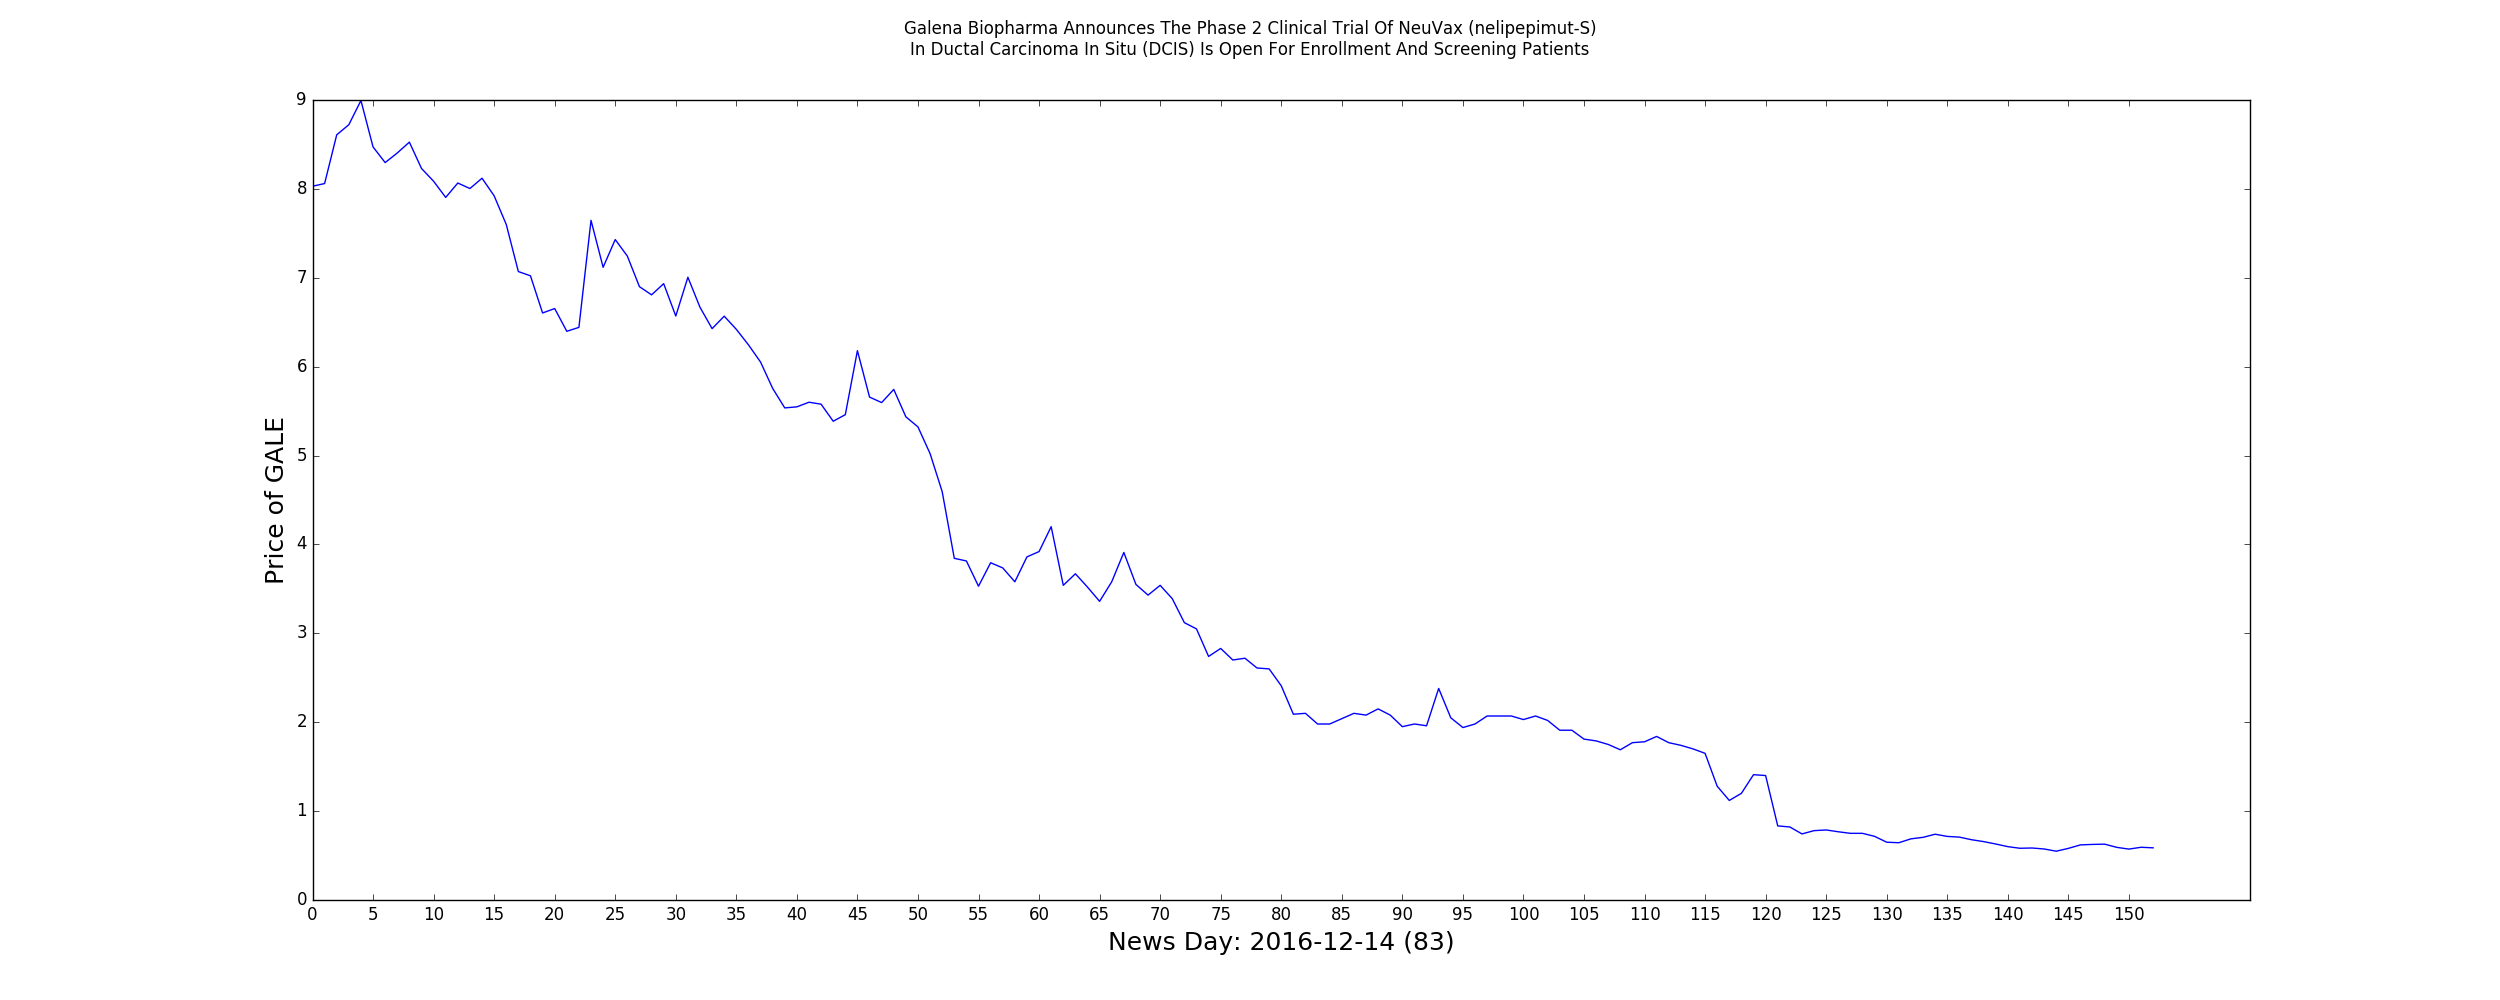 Galena Biopharma Announces The Phase 2 Clinical Trial Of NeuVax (nelipepimut-S)
In Ductal Carcinoma In Situ (DCIS) Is Open For Enrollment And Screening Patients
9
8
7
6
5
4
3
2
1
0
Price of GALE
0 5 10 15 20 25 30 35 40 45 50 55 60 65 70 75 80 85 90 95 100 105 110 115 120 125 130 135 140 145 150
News Day: 2016-12-14 (83)